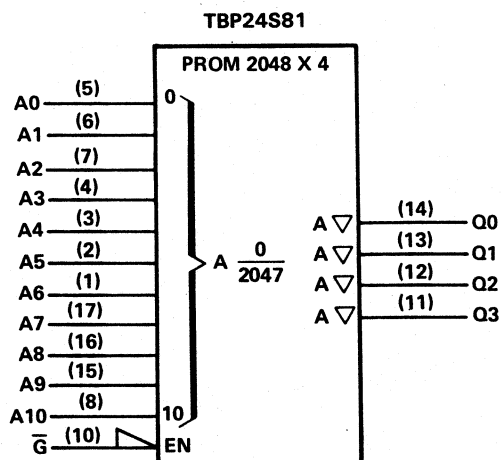 TBP24S81
PROM 2048 X 4
A0 (5) 0
A1 (6)
A2 (7)
A3 (4)
A4 (3)
A5 (2)
A6 (1)
A7 (17)
A8 (16)
A9 (15)
A10 (8) 10
G̅ (10) EN
A 0
2047
A ▽ (14) Q0
A ▽ (13) Q1
A ▽ (12) Q2
A ▽ (11) Q3